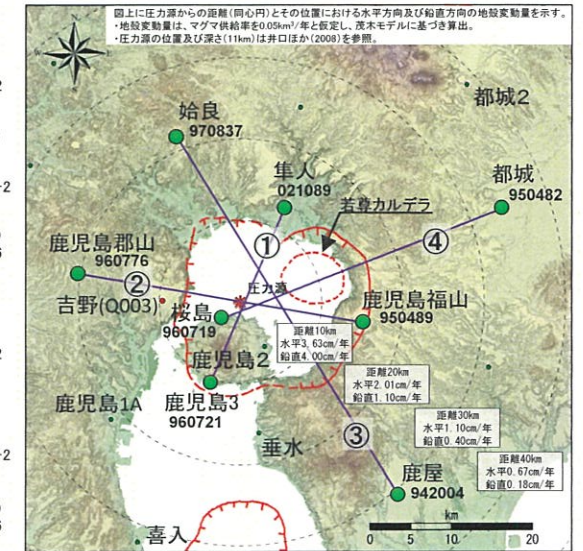 図上に圧力源からの距離(同心円)とその位置における水平方向及び鉛直方向の地殻変動量を示す。
・地殻変動量は、マグマ供給率を0.05km³/年と仮定し、茂木モデルに基づき算出。
・圧力源の位置及び深さ(11km)は井口ほか(2008)を参照。
都城2
姶良
970837
隼人
021089
都城
950482
若尊カルデラ
①
④
鹿児島郡山
960776
②
圧力源
吉野(Q003)
桜島
960719
鹿児島福山
950489
距離10km
水平3.63cm/年
鉛直4.00cm/年
鹿児島2
距離20km
水平2.01cm/年
鉛直1.10cm/年
鹿児島1A
鹿児島3
960721
距離30km
水平1.10cm/年
鉛直0.40cm/年
③
垂水
距離40km
水平0.67cm/年
鉛直0.18cm/年
鹿屋
942004
km
0 5 10 20
喜入